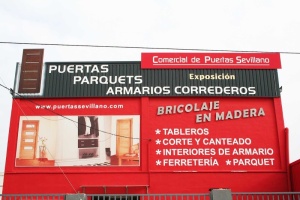 Comercial de Puertas Sevillano
PUERTAS
PARQUETS
Exposición
ARMARIOS CORREDEROS
www.puertassevillano.com
BRICOLAJE
EN MADERA
★ TABLEROS
★ CORTE Y CANTEADO
★ INTERIORES DE ARMARIO
★ FERRETERÍA ★ PARQUET